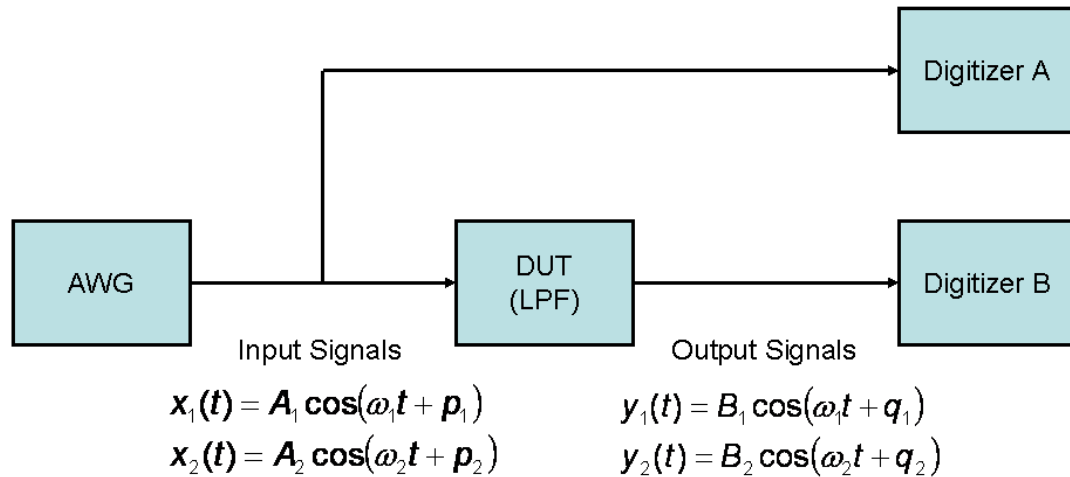 Digitizer A
AWG
DUT
(LPF)
Digitizer B
Input Signals
Output Signals
x₁(t) = A₁ cos(ω₁t + p₁)
x₂(t) = A₂ cos(ω₂t + p₂)
y₁(t) = B₁ cos(ω₁t + q₁)
y₂(t) = B₂ cos(ω₂t + q₂)